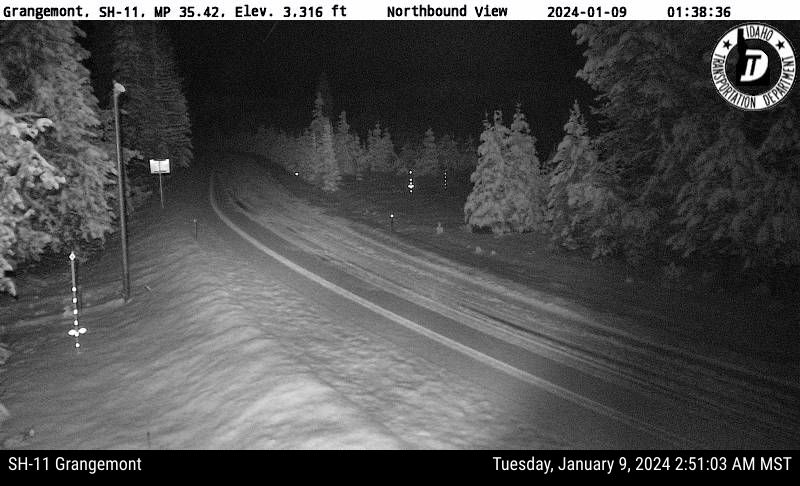 Grangemont, SH-11, MP 35.42, Elev. 3,316 ft Northbound View 2024-01-09 01:38:36
IDAHO
TRANSPORTATION DEPARTMENT
SH-11 Grangemont Tuesday, January 9, 2024 2:51:03 AM MST